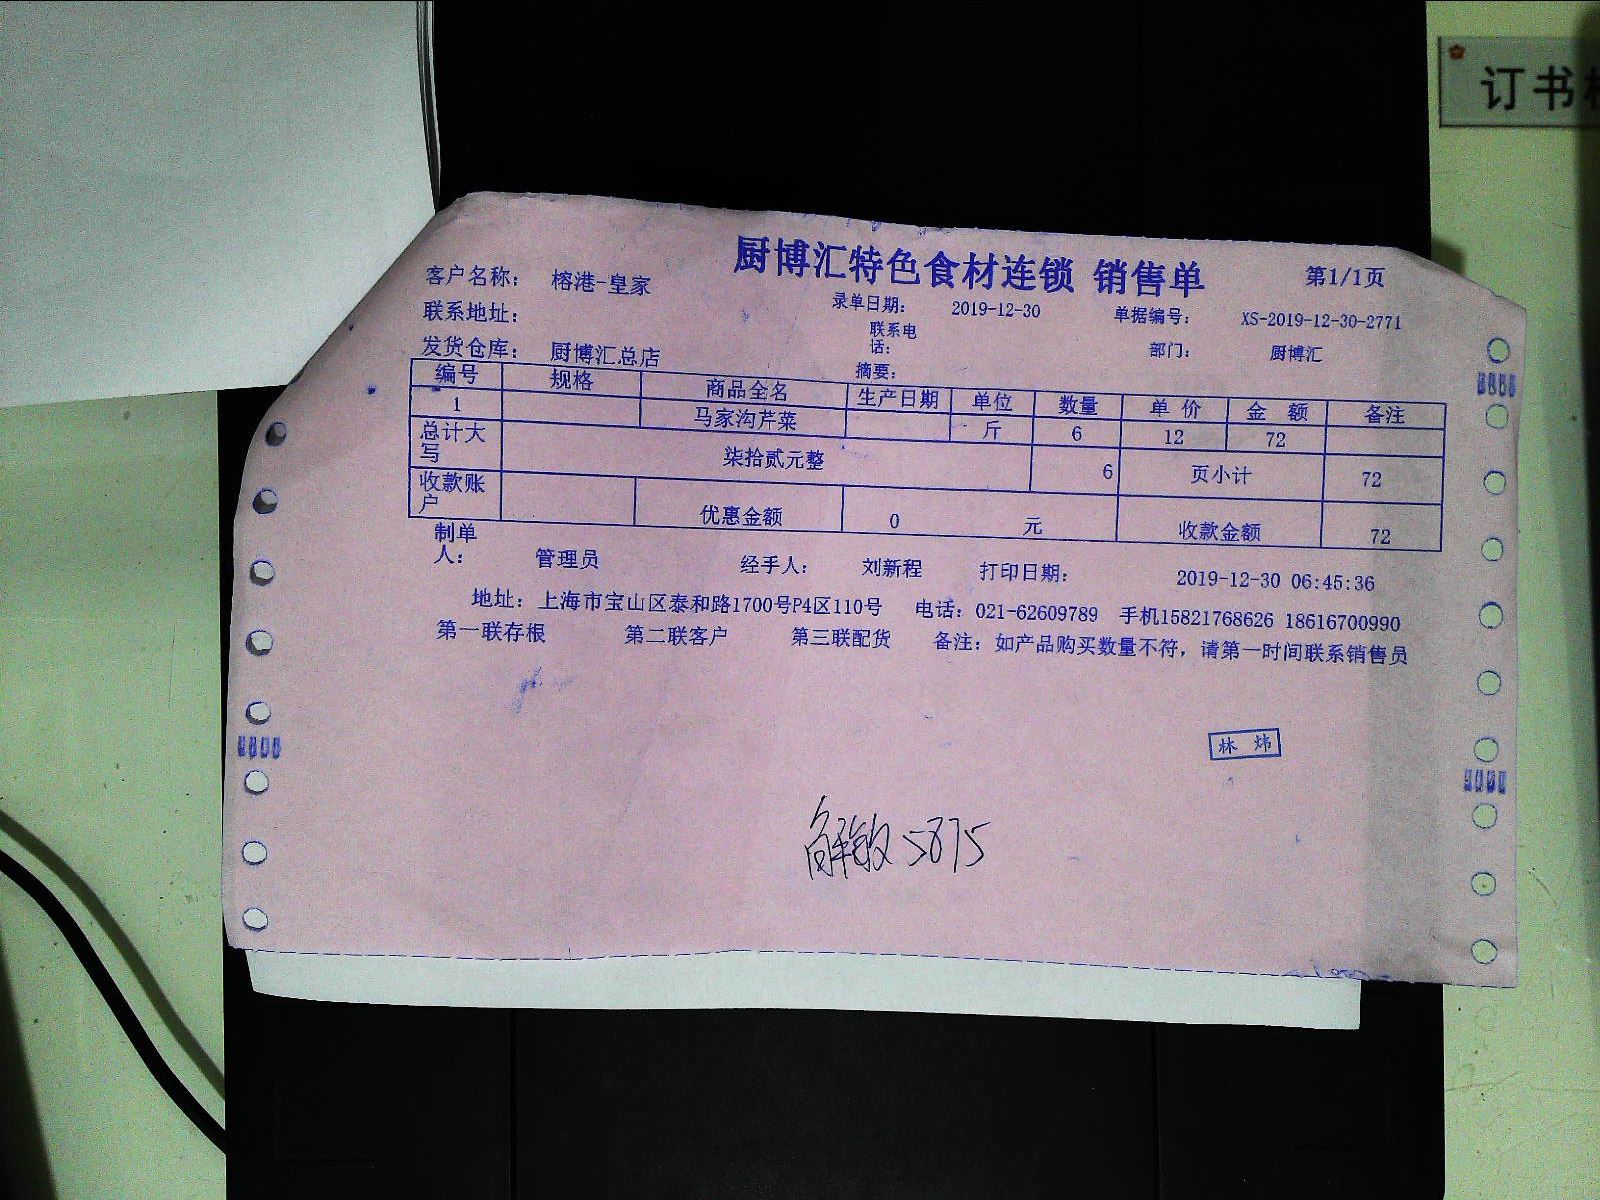 订书
厨博汇特色食材连锁 销售单 第1/1页
客户名称: 榕港-皇家 录单日期: 2019-12-30 单据编号: XS-2019-12-30-2771
联系地址: 联系电话: 部门: 厨博汇
发货仓库: 厨博汇总店 摘要:
编号 规格 商品全名 生产日期 单位 数量 单 价 金 额 备注
1 马家沟芹菜 斤 6 12 72
总计大写 柒拾贰元整 6 页小计 72
收款账户 优惠金额 0 元 收款金额 72
制单人: 管理员 经手人: 刘新程 打印日期: 2019-12-30 06:45:36
地址: 上海市宝山区泰和路1700号P4区110号 电话: 021-62609789 手机15821768626 18616700990
第一联存根 第二联客户 第三联配货 备注: 如产品购买数量不符,请第一时间联系销售员
林 炜
解敏 5875